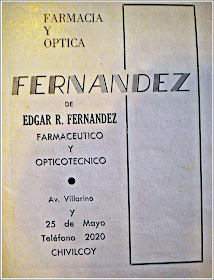 FARMACIA
Y
OPTICA
FERNANDEZ
DE
EDGAR R. FERNANDEZ
FARMACEUTICO
Y
OPTICOTECNICO
Av. Villarino
y
25 de Mayo
Teléfono 2020
CHIVILCOY